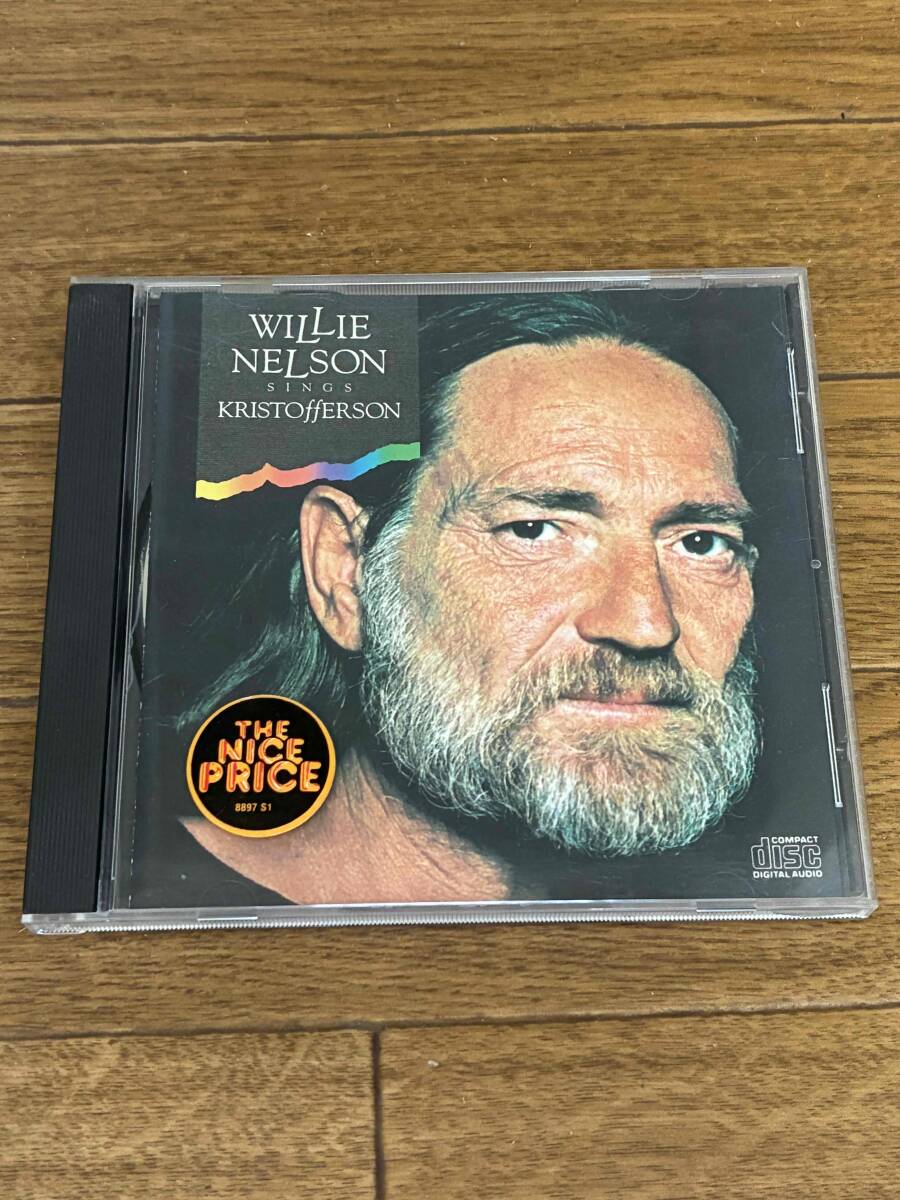 WILLIE
NELSON
SINGS
KRISTOffERSON
THE
NICE
PRICE
8897 S1
COMPACT
disc
DIGITAL AUDIO